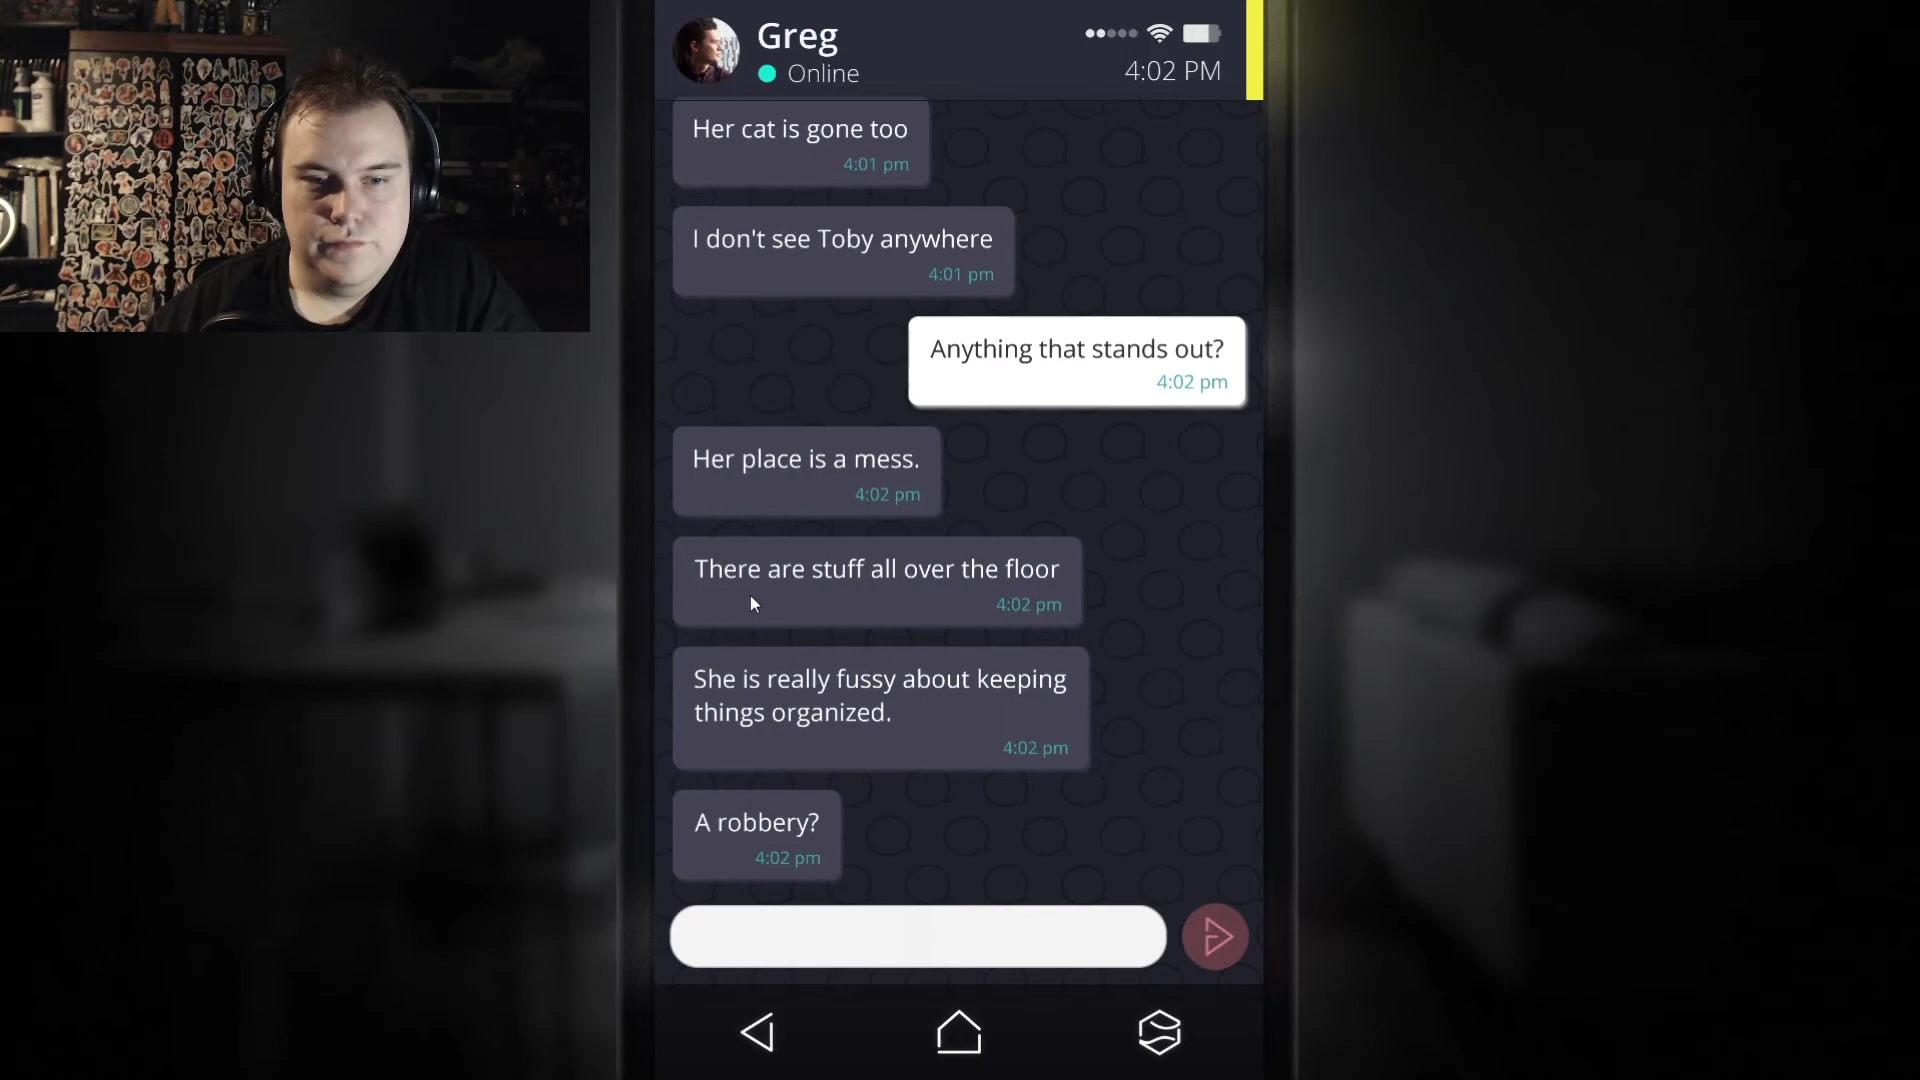 Greg
Online
4:02 PM
Her cat is gone too
4:01 pm
I don't see Toby anywhere
4:01 pm
Anything that stands out?
4:02 pm
Her place is a mess.
4:02 pm
There are stuff all over the floor
4:02 pm
She is really fussy about keeping
things organized.
4:02 pm
A robbery?
4:02 pm